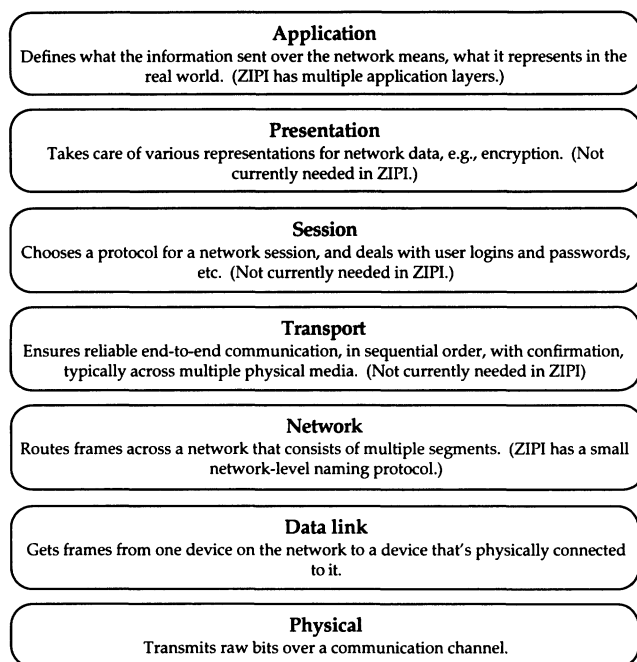 Application
Defines what the information sent over the network means, what it represents in the
real world. (ZIPI has multiple application layers.)
Presentation
Takes care of various representations for network data, e.g., encryption. (Not
currently needed in ZIPI.)
Session
Chooses a protocol for a network session, and deals with user logins and passwords,
etc. (Not currently needed in ZIPI.)
Transport
Ensures reliable end-to-end communication, in sequential order, with confirmation,
typically across multiple physical media. (Not currently needed in ZIPI)
Network
Routes frames across a network that consists of multiple segments. (ZIPI has a small
network-level naming protocol.)
Data link
Gets frames from one device on the network to a device that's physically connected
to it.
Physical
Transmits raw bits over a communication channel.